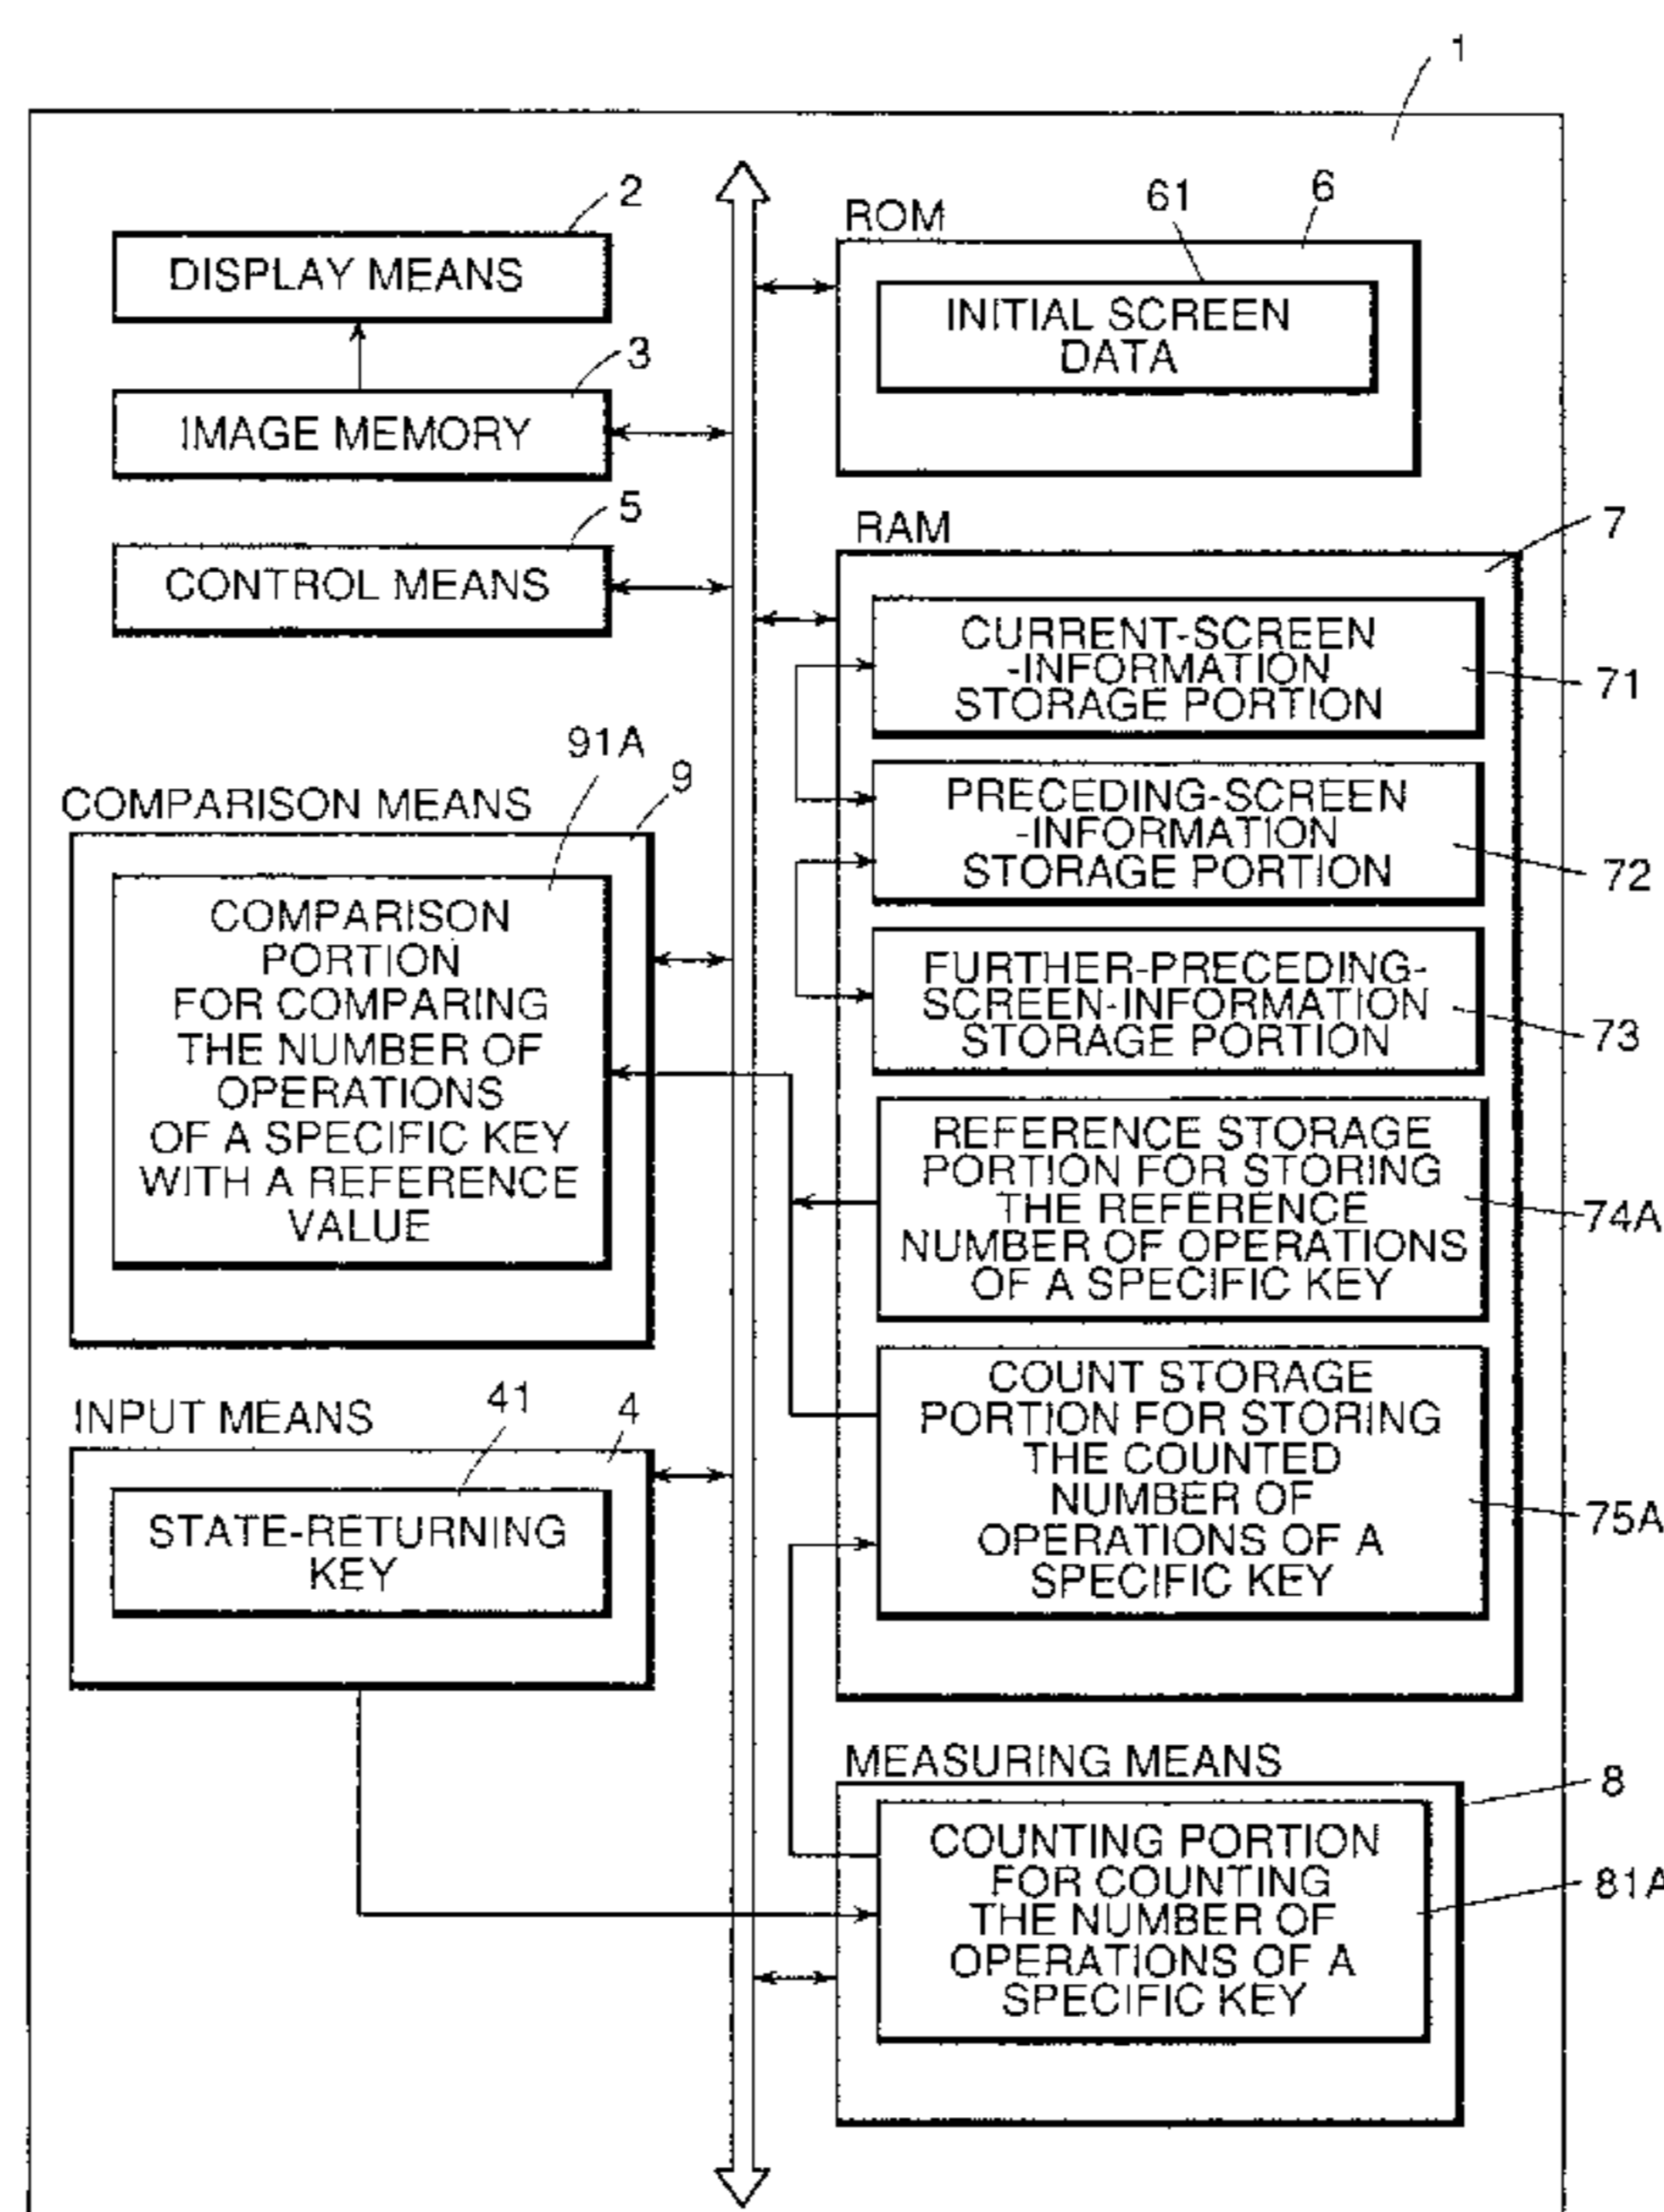 1
2
DISPLAY MEANS
3
IMAGE MEMORY
5
CONTROL MEANS
91A
9
COMPARISON MEANS
COMPARISON
PORTION
FOR COMPARING
THE NUMBER OF
OPERATIONS
OF A SPECIFIC KEY
WITH A REFERENCE
VALUE
41
4
INPUT MEANS
STATE-RETURNING
KEY
61
6
ROM
INITIAL SCREEN
DATA
RAM
7
CURRENT-SCREEN
-INFORMATION
STORAGE PORTION
71
PRECEDING-SCREEN
-INFORMATION
STORAGE PORTION
72
FURTHER-PRECEDING-
SCREEN-INFORMATION
STORAGE PORTION
73
REFERENCE STORAGE
PORTION FOR STORING
THE REFERENCE
NUMBER OF OPERATIONS
OF A SPECIFIC KEY
74A
COUNT STORAGE
PORTION FOR STORING
THE COUNTED
NUMBER OF
OPERATIONS OF A
SPECIFIC KEY
75A
MEASURING MEANS
8
COUNTING PORTION
FOR COUNTING
THE NUMBER OF
OPERATIONS OF A
SPECIFIC KEY
81A